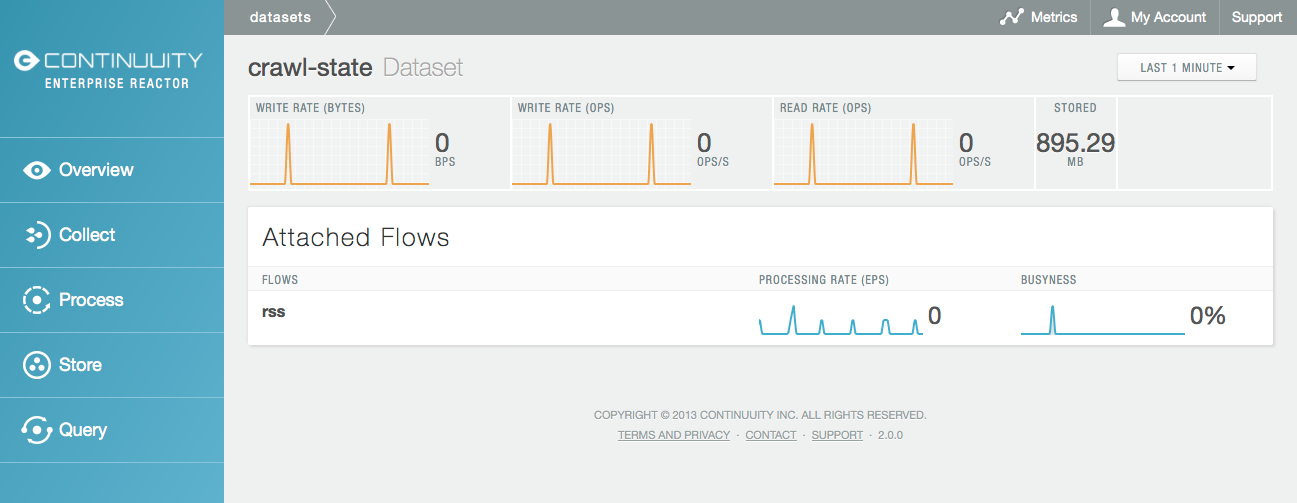 CONTINUUITY
ENTERPRISE REACTOR
Overview
Collect
Process
Store
Query
datasets
Metrics
My Account
Support
crawl-state Dataset
LAST 1 MINUTE
WRITE RATE (BYTES)
0
BPS
WRITE RATE (OPS)
0
OPS/S
READ RATE (OPS)
0
OPS/S
STORED
895.29
MB
Attached Flows
FLOWS PROCESSING RATE (EPS) BUSYNESS
rss 0 0%
COPYRIGHT © 2013 CONTINUUITY INC. ALL RIGHTS RESERVED.
TERMS AND PRIVACY · CONTACT · SUPPORT · 2.0.0